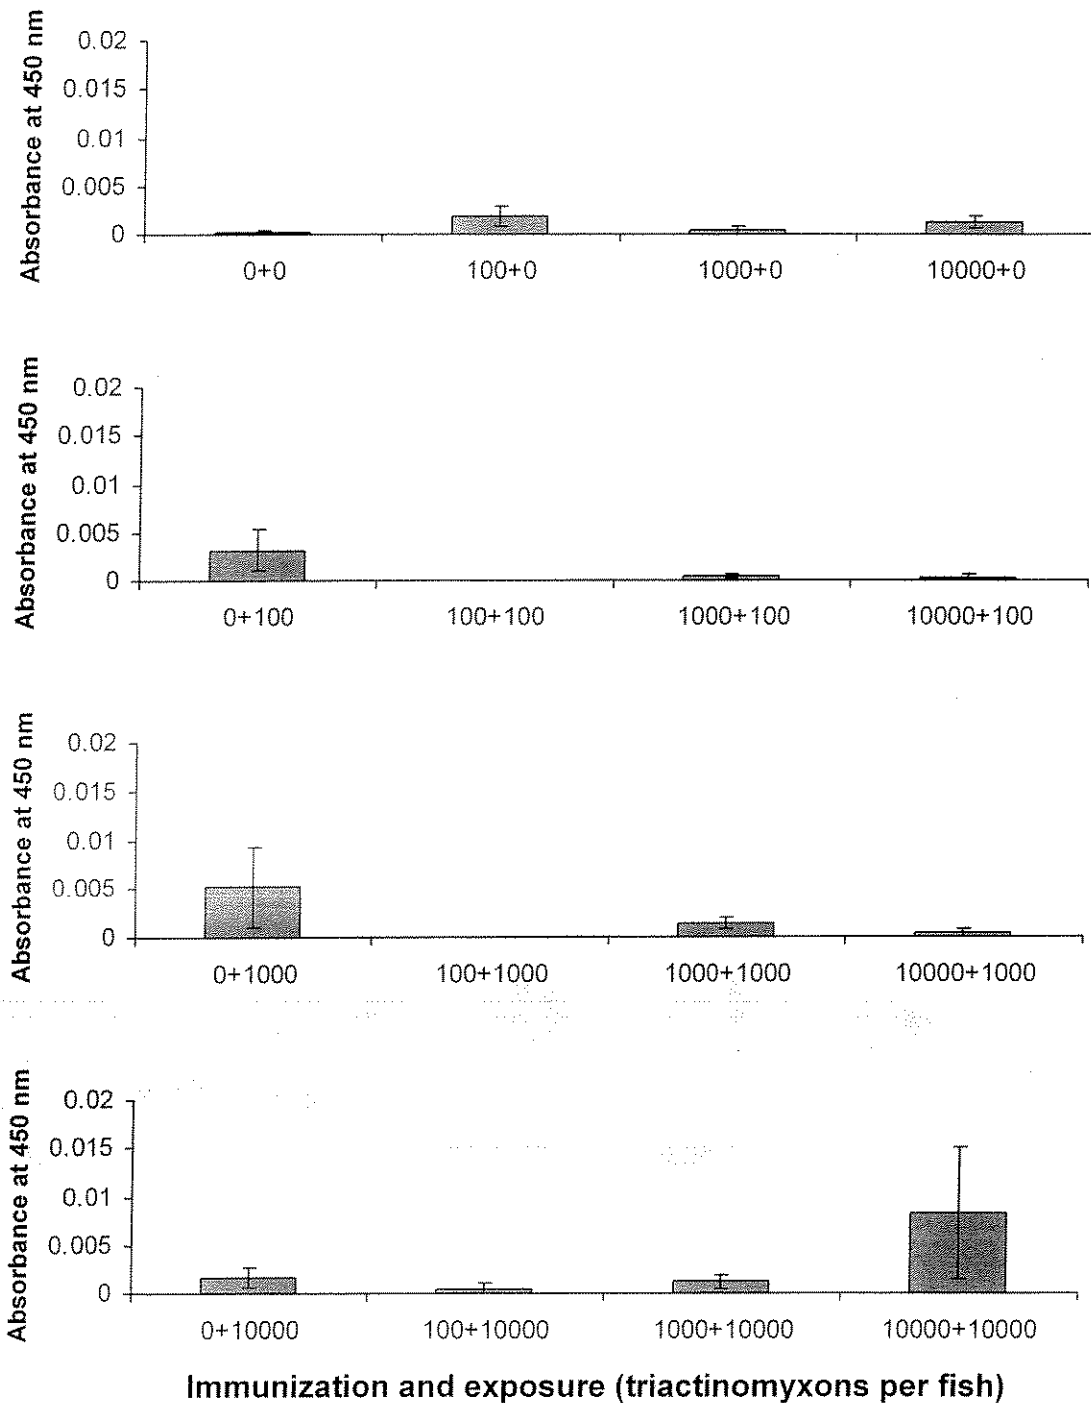 Absorbance at 450 nm
0.02
0.015
0.01
0.005
0
0+0 100+0 1000+0 10000+0
Absorbance at 450 nm
0.02
0.015
0.01
0.005
0
0+100 100+100 1000+100 10000+100
Absorbance at 450 nm
0.02
0.015
0.01
0.005
0
0+1000 100+1000 1000+1000 10000+1000
Absorbance at 450 nm
0.02
0.015
0.01
0.005
0
0+10000 100+10000 1000+10000 10000+10000
Immunization and exposure (triactinomyxons per fish)